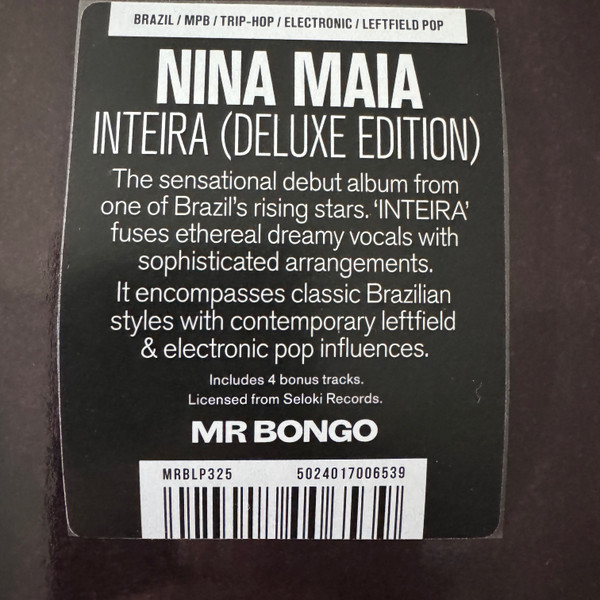 BRAZIL / MPB / TRIP-HOP / ELECTRONIC / LEFTFIELD POP
NINA MAIA
INTEIRA (DELUXE EDITION)
The sensational debut album from
one of Brazil's rising stars. ‘INTEIRA’
fuses ethereal dreamy vocals with
sophisticated arrangements.
It encompasses classic Brazilian
styles with contemporary leftfield
& electronic pop influences.
Includes 4 bonus tracks.
Licensed from Seloki Records.
MR BONGO
MRBLP325 5024017006539